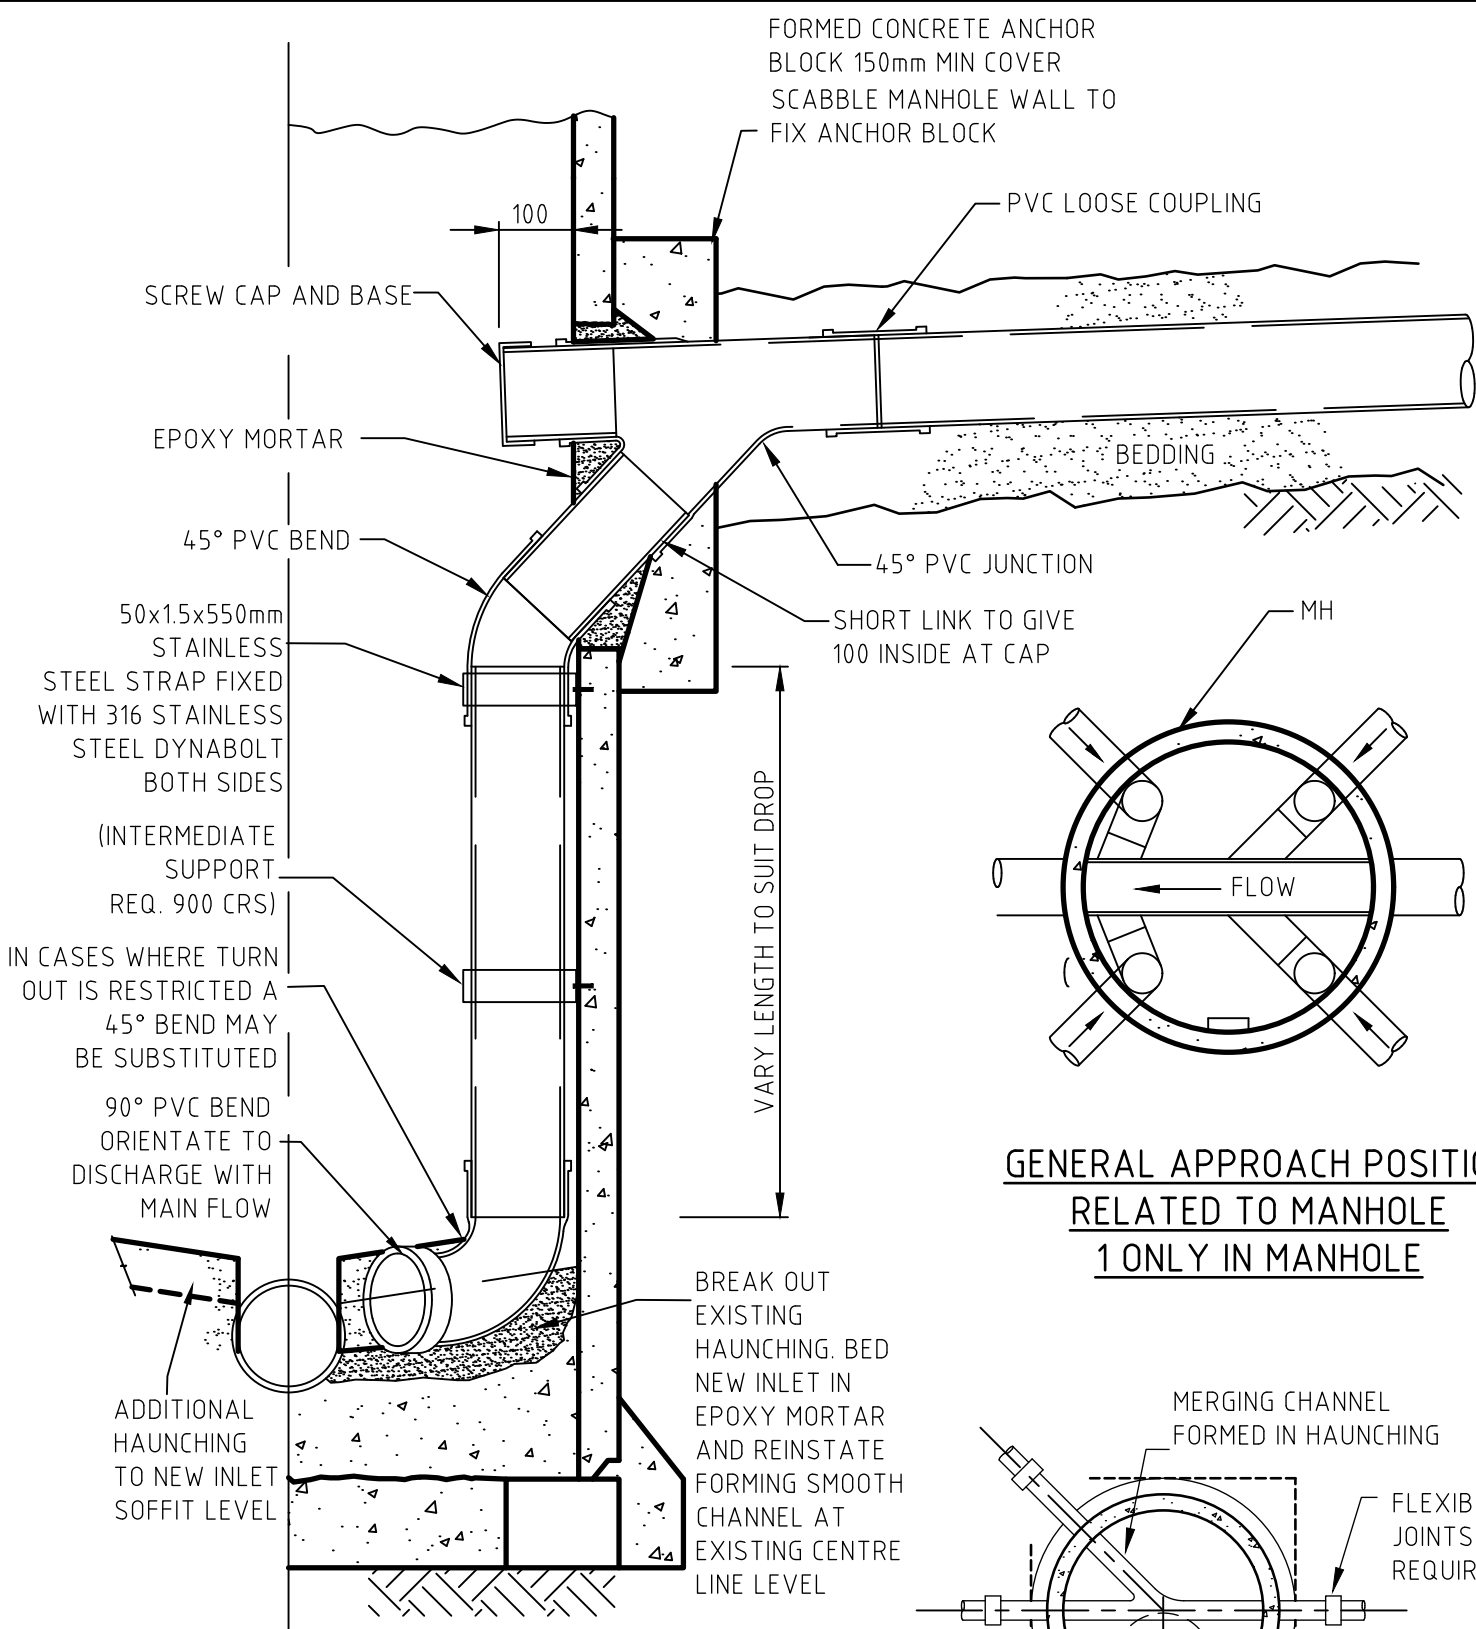 FORMED CONCRETE ANCHOR
BLOCK 150mm MIN COVER
SCABBLE MANHOLE WALL TO
FIX ANCHOR BLOCK
PVC LOOSE COUPLING
100
SCREW CAP AND BASE
EPOXY MORTAR
BEDDING
45° PVC BEND
45° PVC JUNCTION
50x1.5x550mm
STAINLESS
STEEL STRAP FIXED
WITH 316 STAINLESS
STEEL DYNABOLT
BOTH SIDES
SHORT LINK TO GIVE
100 INSIDE AT CAP
MH
(INTERMEDIATE
SUPPORT
REQ. 900 CRS)
VARY LENGTH TO SUIT DROP
FLOW
IN CASES WHERE TURN
OUT IS RESTRICTED A
45° BEND MAY
BE SUBSTITUTED
90° PVC BEND
ORIENTATE TO
DISCHARGE WITH
MAIN FLOW
GENERAL APPROACH POSITIO
RELATED TO MANHOLE
1 ONLY IN MANHOLE
BREAK OUT
EXISTING
HAUNCHING. BED
NEW INLET IN
EPOXY MORTAR
AND REINSTATE
FORMING SMOOTH
CHANNEL AT
EXISTING CENTRE
LINE LEVEL
ADDITIONAL
HAUNCHING
TO NEW INLET
SOFFIT LEVEL
MERGING CHANNEL
FORMED IN HAUNCHING
FLEXIB
JOINTS
REQUIR